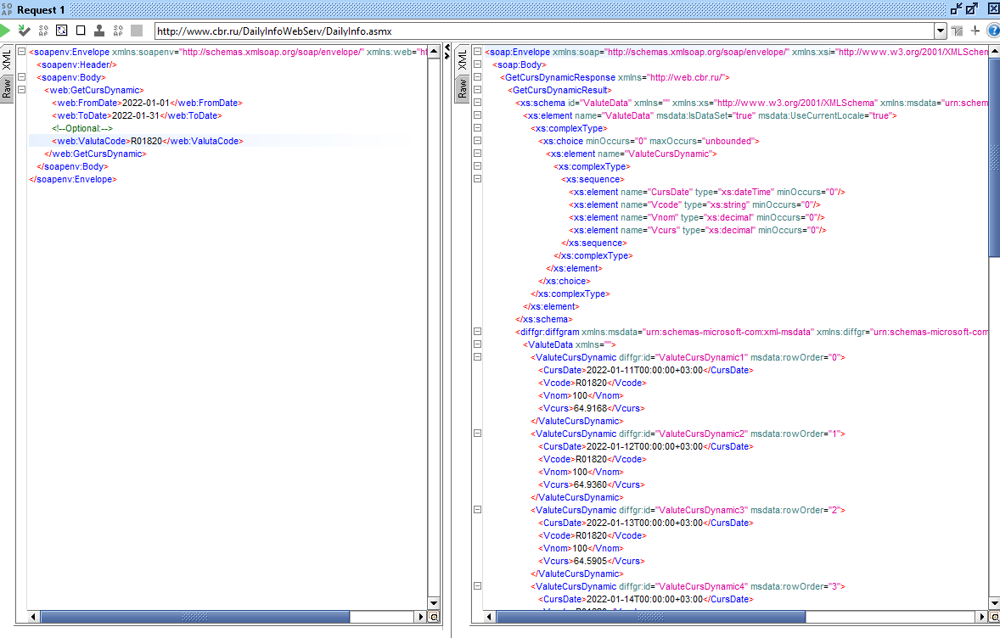 SO
AP
Request 1
SO
AP
SO
AP
http://www.cbr.ru/DailyInfoWebServ/DailyInfo.asmx
XML
Raw
<soapenv:Envelope xmlns:soapenv="http://schemas.xmlsoap.org/soap/envelope/" xmlns:web="ht
<soapenv:Header/>
<soapenv:Body>
<web:GetCursDynamic>
<web:FromDate>2022-01-01</web:FromDate>
<web:ToDate>2022-01-31</web:ToDate>
<!--Optional:-->
<web:ValutaCode>R01820</web:ValutaCode>
</web:GetCursDynamic>
</soapenv:Body>
</soapenv:Envelope>
XML
Raw
<soap:Envelope xmlns:soap="http://schemas.xmlsoap.org/soap/envelope/" xmlns:xsi="http://www.w3.org/2001/XMLSchema
<soap:Body>
<GetCursDynamicResponse xmlns="http://web.cbr.ru/">
<GetCursDynamicResult>
<xs:schema id="ValuteData" xmlns="" xmlns:xs="http://www.w3.org/2001/XMLSchema" xmlns:msdata="urn:schem
<xs:element name="ValuteData" msdata:IsDataSet="true" msdata:UseCurrentLocale="true">
<xs:complexType>
<xs:choice minOccurs="0" maxOccurs="unbounded">
<xs:element name="ValuteCursDynamic">
<xs:complexType>
<xs:sequence>
<xs:element name="CursDate" type="xs:dateTime" minOccurs="0"/>
<xs:element name="Vcode" type="xs:string" minOccurs="0"/>
<xs:element name="Vnom" type="xs:decimal" minOccurs="0"/>
<xs:element name="Vcurs" type="xs:decimal" minOccurs="0"/>
</xs:sequence>
</xs:complexType>
</xs:element>
</xs:choice>
</xs:complexType>
</xs:element>
</xs:schema>
<diffgr:diffgram xmlns:msdata="urn:schemas-microsoft-com:xml-msdata" xmlns:diffgr="urn:schemas-microsoft-com
<ValuteData xmlns="">
<ValuteCursDynamic diffgr:id="ValuteCursDynamic1" msdata:rowOrder="0">
<CursDate>2022-01-11T00:00:00+03:00</CursDate>
<Vcode>R01820</Vcode>
<Vnom>100</Vnom>
<Vcurs>64.9168</Vcurs>
</ValuteCursDynamic>
<ValuteCursDynamic diffgr:id="ValuteCursDynamic2" msdata:rowOrder="1">
<CursDate>2022-01-12T00:00:00+03:00</CursDate>
<Vcode>R01820</Vcode>
<Vnom>100</Vnom>
<Vcurs>64.9360</Vcurs>
</ValuteCursDynamic>
<ValuteCursDynamic diffgr:id="ValuteCursDynamic3" msdata:rowOrder="2">
<CursDate>2022-01-13T00:00:00+03:00</CursDate>
<Vcode>R01820</Vcode>
<Vnom>100</Vnom>
<Vcurs>64.5905</Vcurs>
</ValuteCursDynamic>
<ValuteCursDynamic diffgr:id="ValuteCursDynamic4" msdata:rowOrder="3">
<CursDate>2022-01-14T00:00:00+03:00</CursDate>